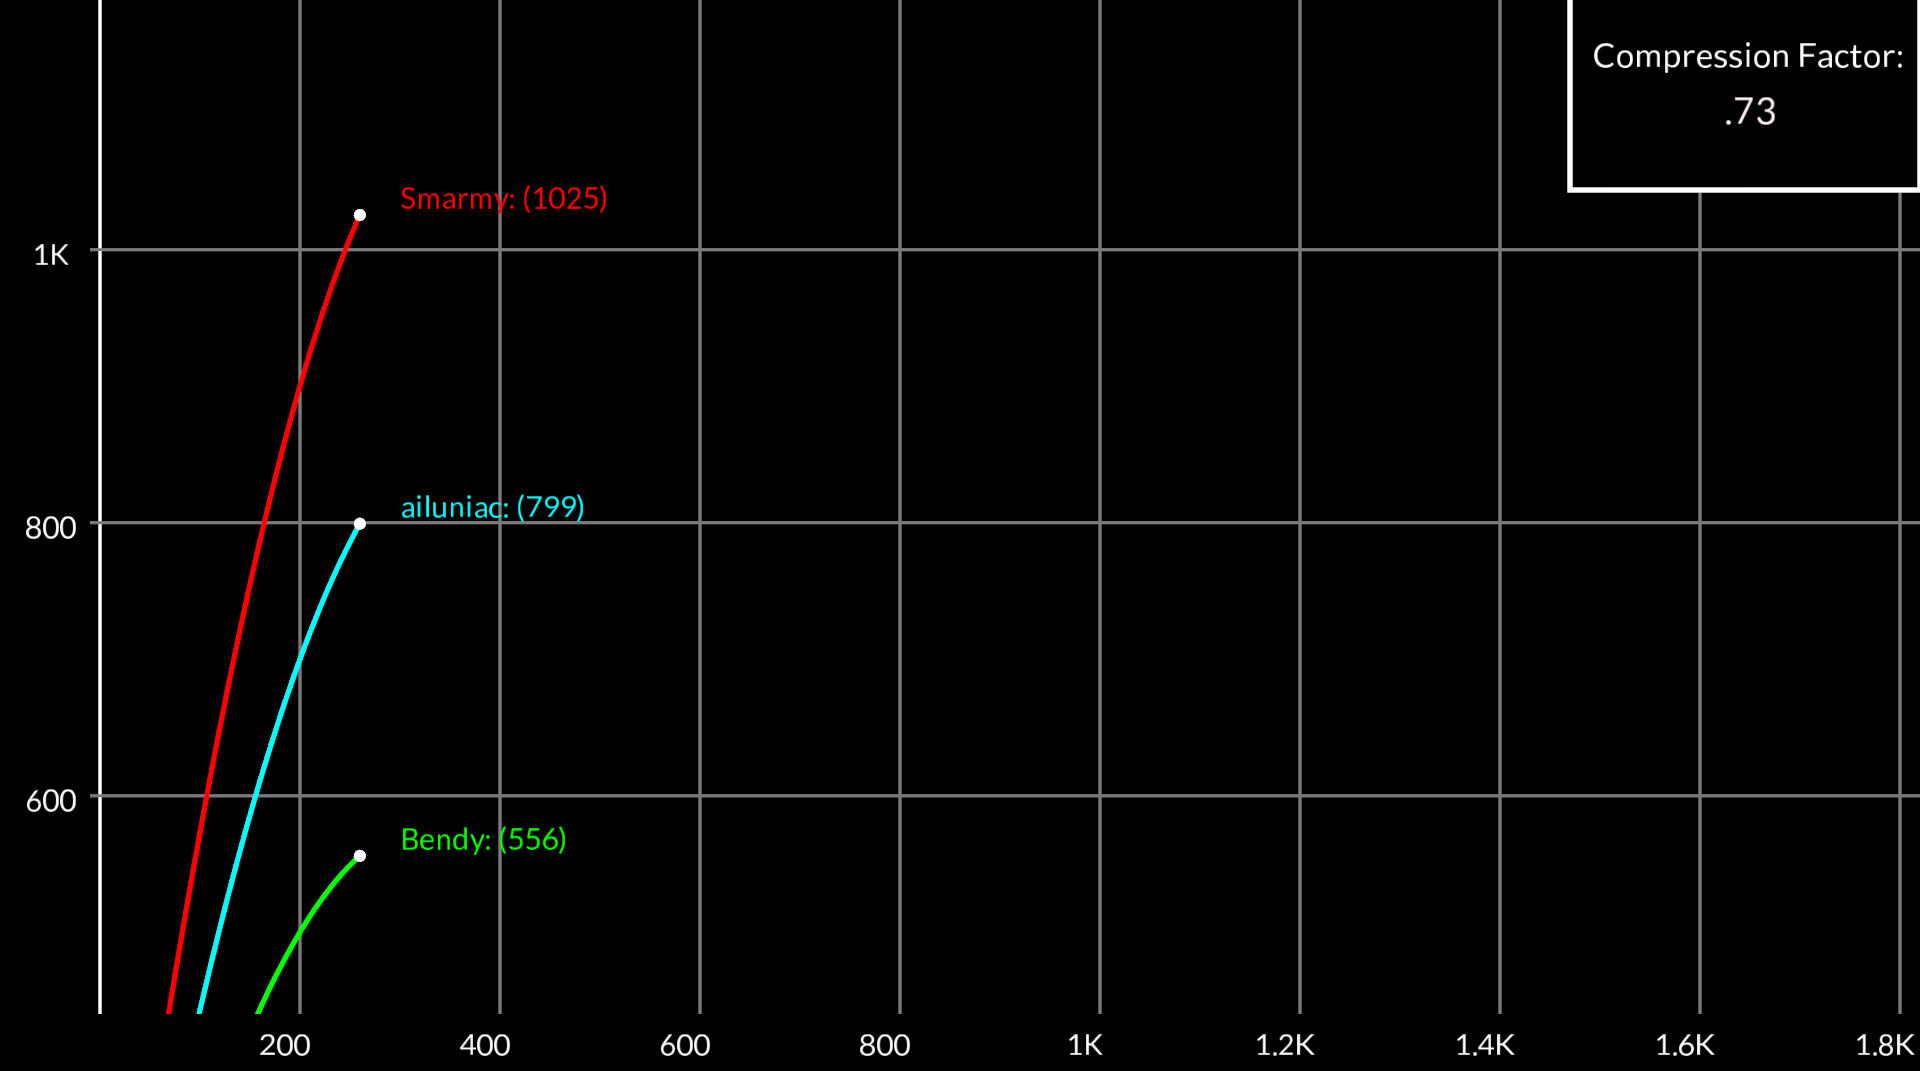 Compression Factor:
.73
Smarmy: (1025)
1K
ailuniac: (799)
800
600
Bendy: (556)
200 400 600 800 1K 1.2K 1.4K 1.6K 1.8K